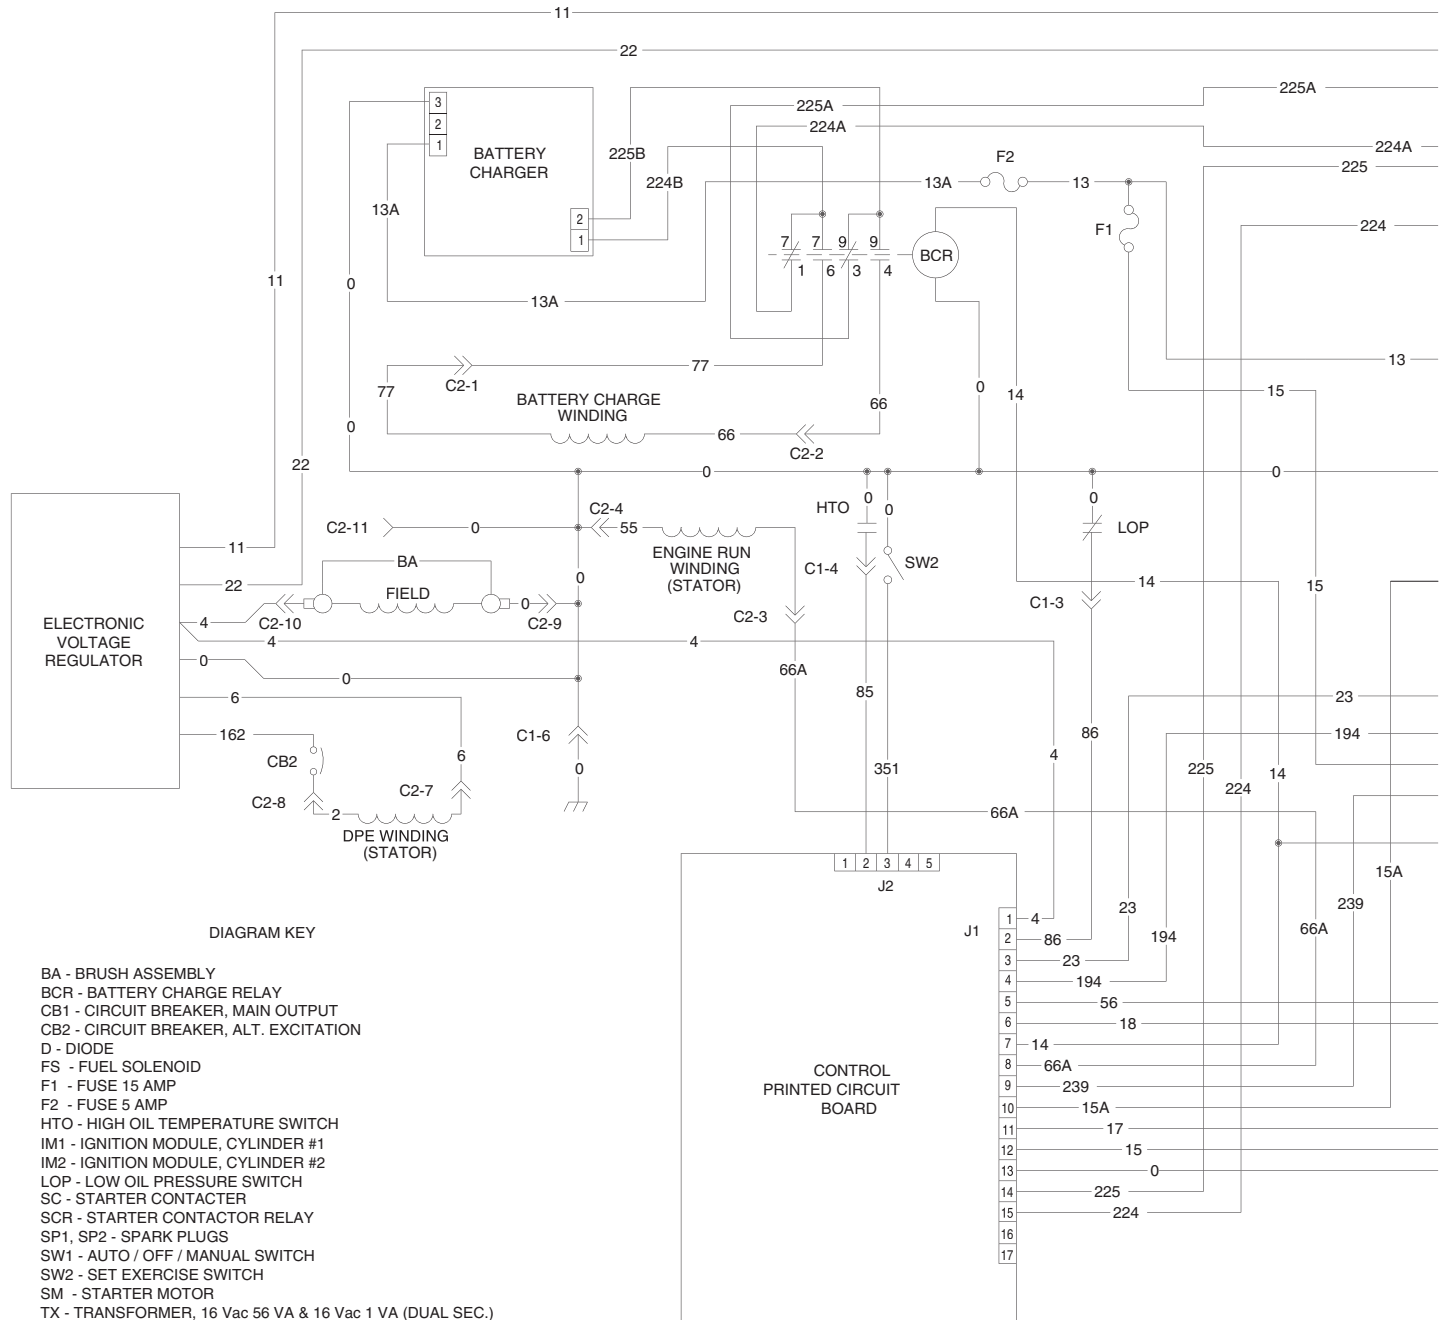 11
22
225A
225A
224A
224A
3
2
1
BATTERY
CHARGER
225B
F2
225
224B
13A
13
13A
2
1
F1
224
7
7
9
9
BCR
1
6
3
4
11
0
13A
77
13
C2-1
77
BATTERY CHARGE
WINDING
66
0
14
15
0
66
C2-2
22
0
0
0
0
0
HTO
C2-4
C2-11
0
55
LOP
11
BA
ENGINE RUN
WINDING
(STATOR)
C1-4
SW2
0
22
FIELD
14
15
C1-3
4
C2-10
0
C2-9
C2-3
ELECTRONIC
VOLTAGE
REGULATOR
4
4
0
0
66A
85
6
23
162
C1-6
86
194
CB2
6
0
351
4
225
14
C2-8
C2-7
224
2
66A
DPE WINDING
(STATOR)
1 2 3 4 5
J2
15A
239
23
66A
194
J1
DIAGRAM KEY
1 4
2 86
3 23
4 194
5 56
6 18
7 14
8 66A
9 239
10 15A
11 17
12 15
13 0
14 225
15 224
16
17
CONTROL
PRINTED CIRCUIT
BOARD
BA - BRUSH ASSEMBLY
BCR - BATTERY CHARGE RELAY
CB1 - CIRCUIT BREAKER, MAIN OUTPUT
CB2 - CIRCUIT BREAKER, ALT. EXCITATION
D - DIODE
FS - FUEL SOLENOID
F1 - FUSE 15 AMP
F2 - FUSE 5 AMP
HTO - HIGH OIL TEMPERATURE SWITCH
IM1 - IGNITION MODULE, CYLINDER #1
IM2 - IGNITION MODULE, CYLINDER #2
LOP - LOW OIL PRESSURE SWITCH
SC - STARTER CONTACTER
SCR - STARTER CONTACTOR RELAY
SP1, SP2 - SPARK PLUGS
SW1 - AUTO / OFF / MANUAL SWITCH
SW2 - SET EXERCISE SWITCH
SM - STARTER MOTOR
TX - TRANSFORMER, 16 Vac 56 VA & 16 Vac 1 VA (DUAL SEC.)